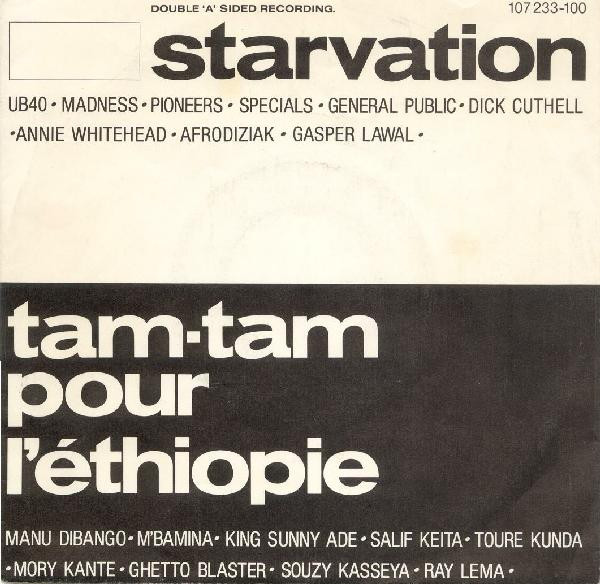 DOUBLE 'A' SIDED RECORDING.
107 233-100
starvation
UB40 • MADNESS • PIONEERS • SPECIALS • GENERAL PUBLIC • DICK CUTHELL
• ANNIE WHITEHEAD • AFRODIZIAK • GASPER LAWAL •
tam-tam
pour
l'éthiopie
MANU DIBANGO • M'BAMINA • KING SUNNY ADE • SALIF KEITA • TOURE KUNDA
• MORY KANTE • GHETTO BLASTER • SOUZY KASSEYA • RAY LEMA •